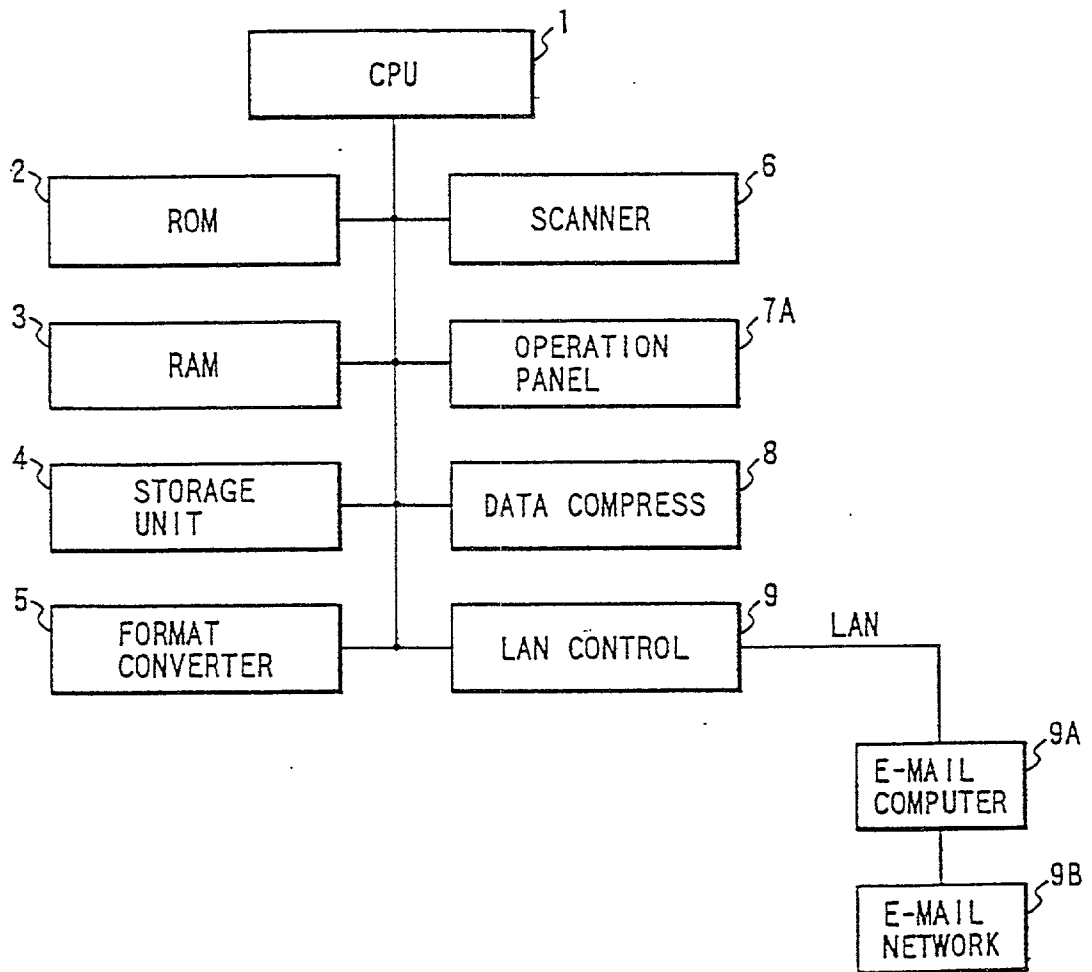 1
CPU
2
ROM
6
SCANNER
3
RAM
7A
OPERATION
PANEL
4
STORAGE
UNIT
8
DATA COMPRESS
5
FORMAT
CONVERTER
9
LAN CONTROL
LAN
9A
E-MAIL
COMPUTER
9B
E-MAIL
NETWORK